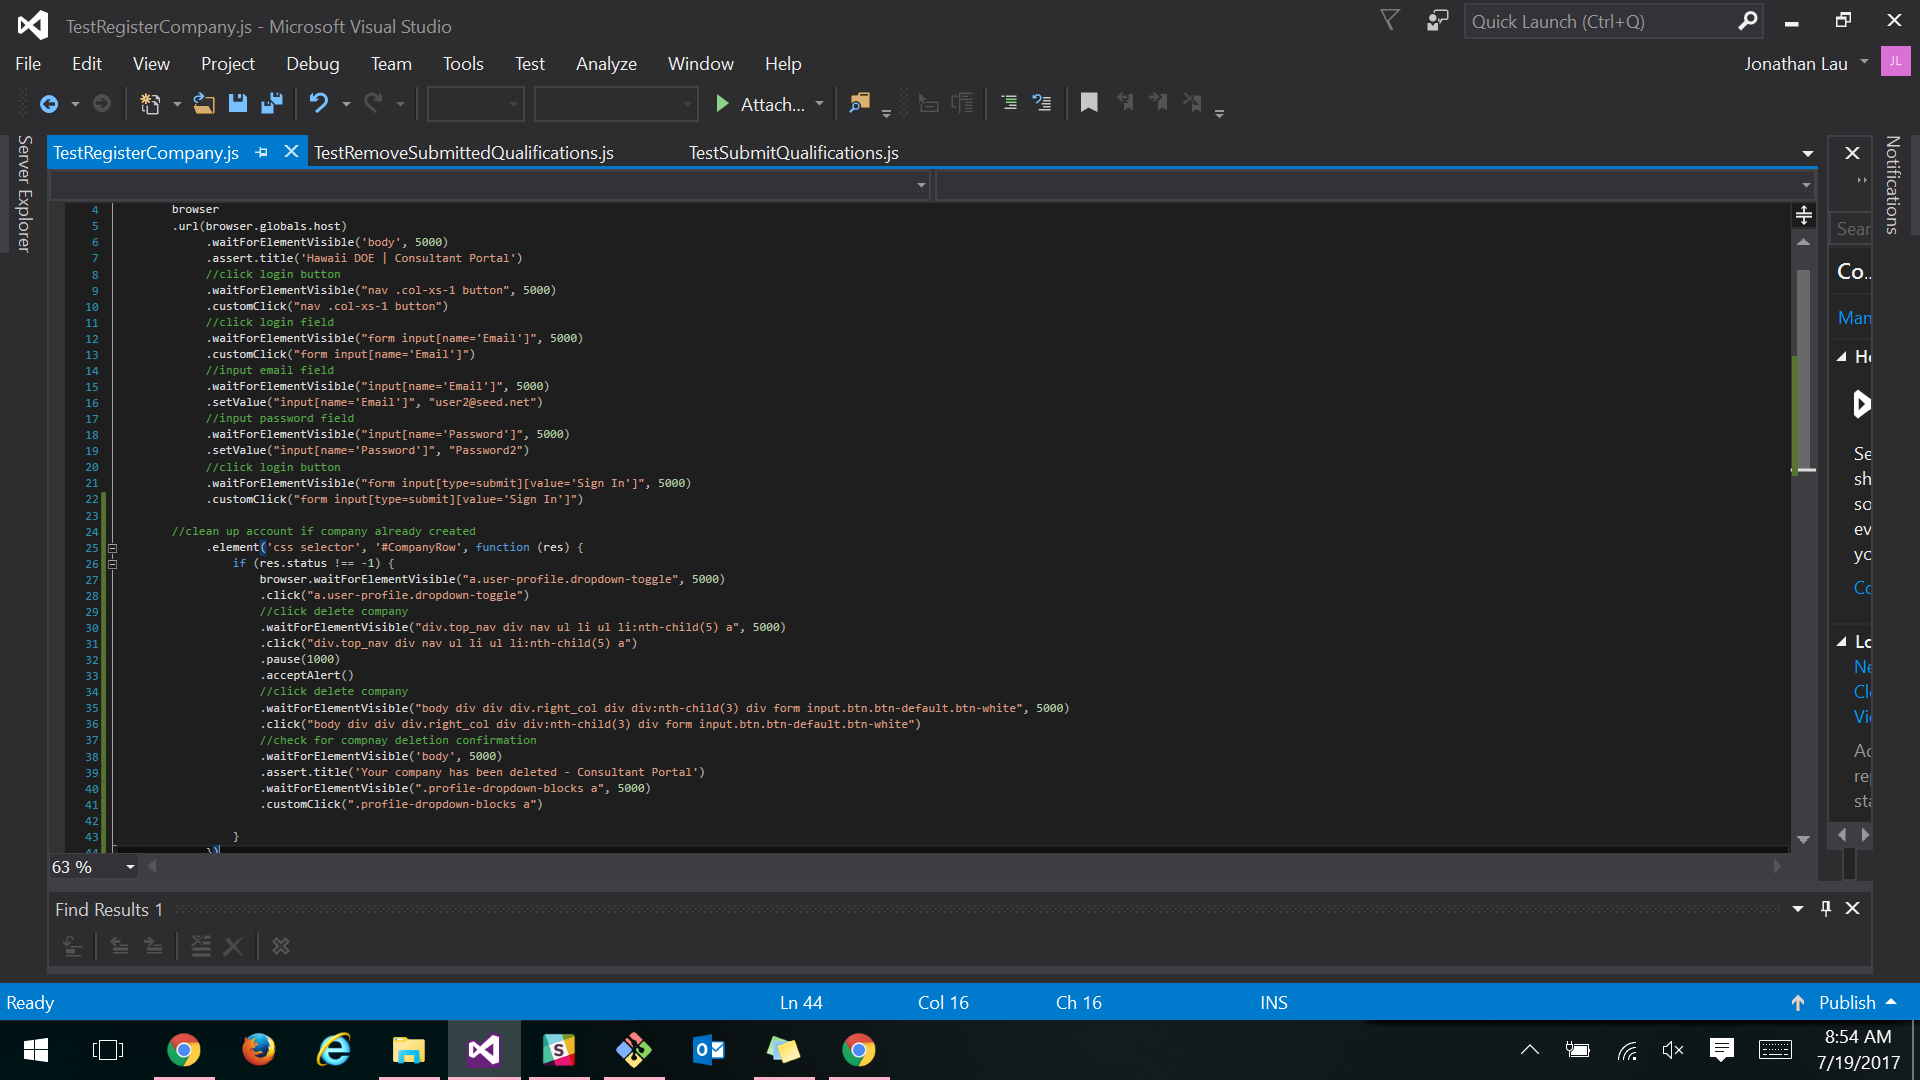 TestRegisterCompany.js - Microsoft Visual Studio
Quick Launch (Ctrl+Q)
File Edit View Project Debug Team Tools Test Analyze Window Help
Jonathan Lau
JL
Attach...
Server Explorer
TestRegisterCompany.js
TestRemoveSubmittedQualifications.js
TestSubmitQualifications.js
Notifications
4 browser
5 .url(browser.globals.host)
6 .waitForElementVisible('body', 5000)
7 .assert.title('Hawaii DOE | Consultant Portal')
8 //click login button
9 .waitForElementVisible("nav .col-xs-1 button", 5000)
10 .customClick("nav .col-xs-1 button")
11 //click login field
12 .waitForElementVisible("form input[name='Email']", 5000)
13 .customClick("form input[name='Email']")
14 //input email field
15 .waitForElementVisible("input[name='Email']", 5000)
16 .setValue("input[name='Email']", "user2@seed.net")
17 //input password field
18 .waitForElementVisible("input[name='Password']", 5000)
19 .setValue("input[name='Password']", "Password2")
20 //click login button
21 .waitForElementVisible("form input[type=submit][value='Sign In']", 5000)
22 .customClick("form input[type=submit][value='Sign In']")
23
24 //clean up account if company already created
25 .element('css selector', '#CompanyRow', function (res) {
26 if (res.status !== -1) {
27 browser.waitForElementVisible("a.user-profile.dropdown-toggle", 5000)
28 .click("a.user-profile.dropdown-toggle")
29 //click delete company
30 .waitForElementVisible("div.top_nav div nav ul li ul li:nth-child(5) a", 5000)
31 .click("div.top_nav div nav ul li ul li:nth-child(5) a")
32 .pause(1000)
33 .acceptAlert()
34 //click delete company
35 .waitForElementVisible("body div div div.right_col div div:nth-child(3) div form input.btn.btn-default.btn-white", 5000)
36 .click("body div div div.right_col div div:nth-child(3) div form input.btn.btn-default.btn-white")
37 //check for compnay deletion confirmation
38 .waitForElementVisible('body', 5000)
39 .assert.title('Your company has been deleted - Consultant Portal')
40 .waitForElementVisible(".profile-dropdown-blocks a", 5000)
41 .customClick(".profile-dropdown-blocks a")
42
43 }
44 })
Sear
Co..
Man
Ho
Se
sh
so
ev
yo
Co
Lo
Ne
Clo
Vi
Ac
rep
sta
63 %
Find Results 1
Ready
Ln 44
Col 16
Ch 16
INS
Publish
8:54 AM
7/19/2017